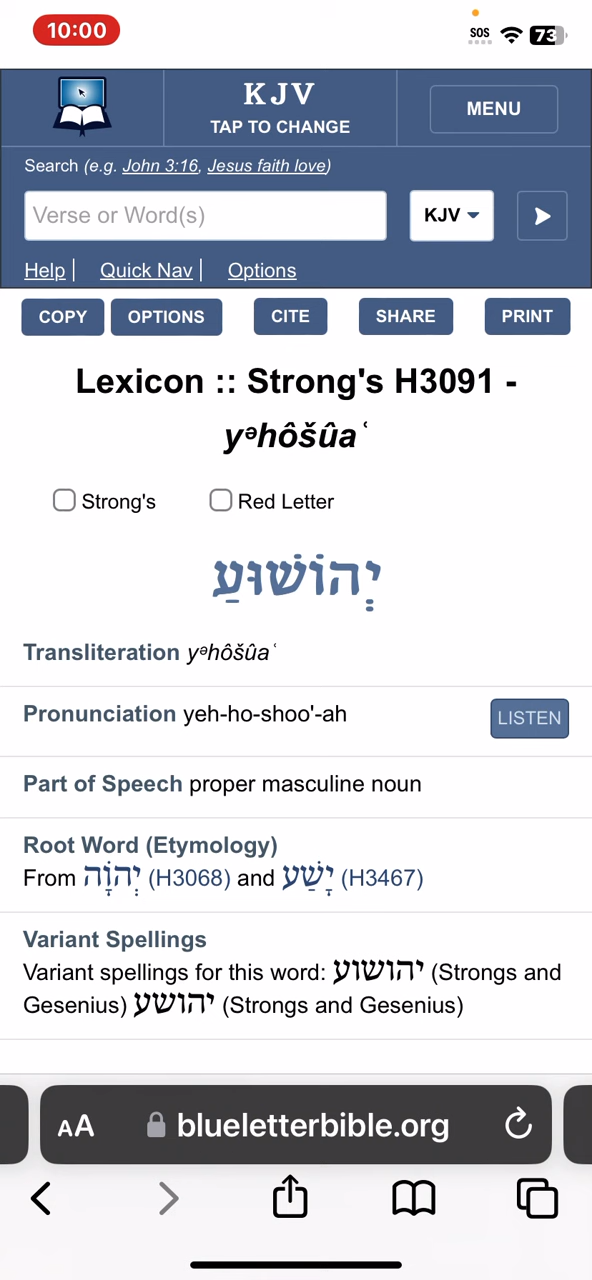 10:00
SOS 73
KJV
TAP TO CHANGE
MENU
Search (e.g. John 3:16, Jesus faith love)
Verse or Word(s)
KJV
Help | Quick Nav | Options
COPY OPTIONS CITE SHARE PRINT
Lexicon :: Strong's H3091 -
yᵊhôšûaʿ
Strong's Red Letter
יְהוֹשׁוּעַ
Transliteration yᵊhôšûaʿ
Pronunciation yeh-ho-shoo'-ah
LISTEN
Part of Speech proper masculine noun
Root Word (Etymology)
From יְהוָֹה (H3068) and יָשַׁע (H3467)
Variant Spellings
Variant spellings for this word: יהושוע (Strongs and
Gesenius) יהושע (Strongs and Gesenius)
AA blueletterbible.org